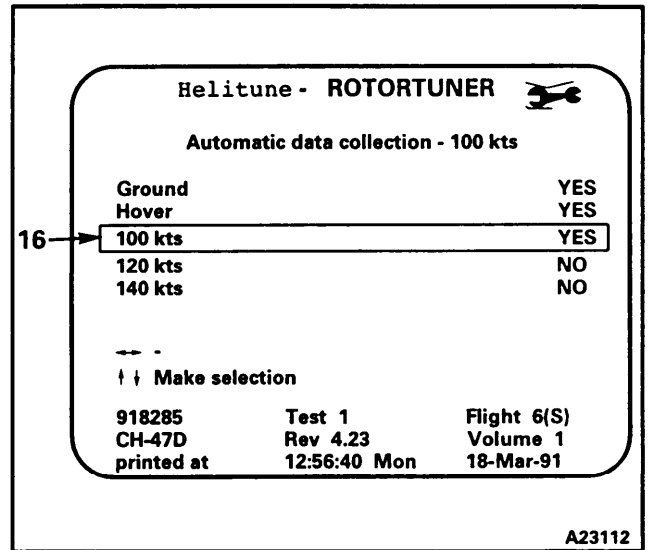 Helitune - ROTORTUNER
Automatic data collection - 100 kts
Ground YES
Hover YES
16 100 kts YES
120 kts NO
140 kts NO
↔ -
↑ ↓ Make selection
918285 Test 1 Flight 6(S)
CH-47D Rev 4.23 Volume 1
printed at 12:56:40 Mon 18-Mar-91
A23112